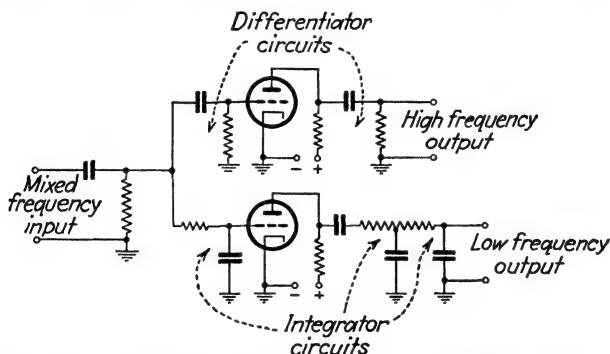 Differentiator
circuits
High frequency
output
- +
Mixed
frequency
input
Low frequency
output
- +
Integrator
circuits